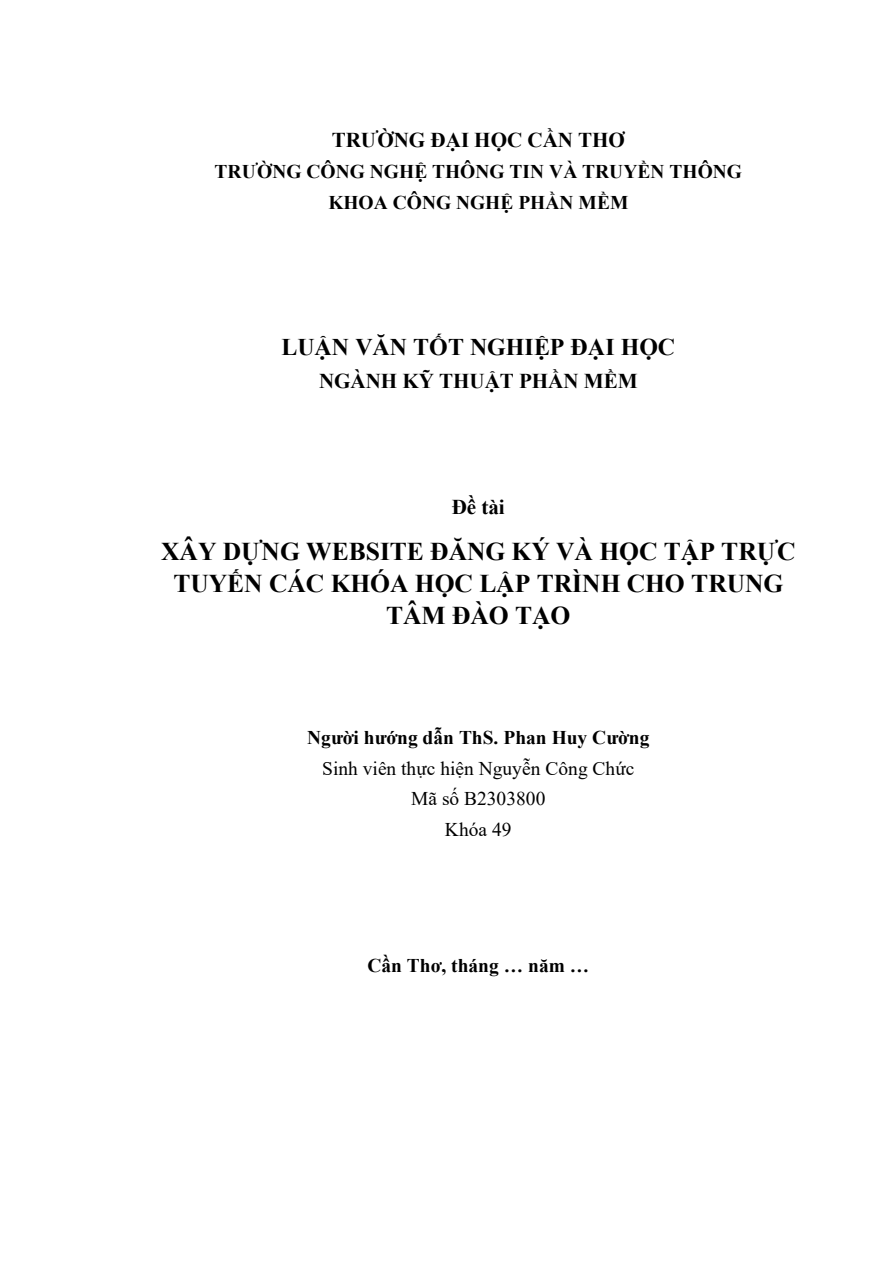 TRƯỜNG ĐẠI HỌC CẦN THƠ
TRƯỜNG CÔNG NGHỆ THÔNG TIN VÀ TRUYỀN THÔNG
KHOA CÔNG NGHỆ PHẦN MỀM
LUẬN VĂN TỐT NGHIỆP ĐẠI HỌC
NGÀNH KỸ THUẬT PHẦN MỀM
Đề tài
XÂY DỰNG WEBSITE ĐĂNG KÝ VÀ HỌC TẬP TRỰC
TUYẾN CÁC KHÓA HỌC LẬP TRÌNH CHO TRUNG
TÂM ĐÀO TẠO
Người hướng dẫn ThS. Phan Huy Cường
Sinh viên thực hiện Nguyễn Công Chức
Mã số B2303800
Khóa 49
Cần Thơ, tháng … năm …